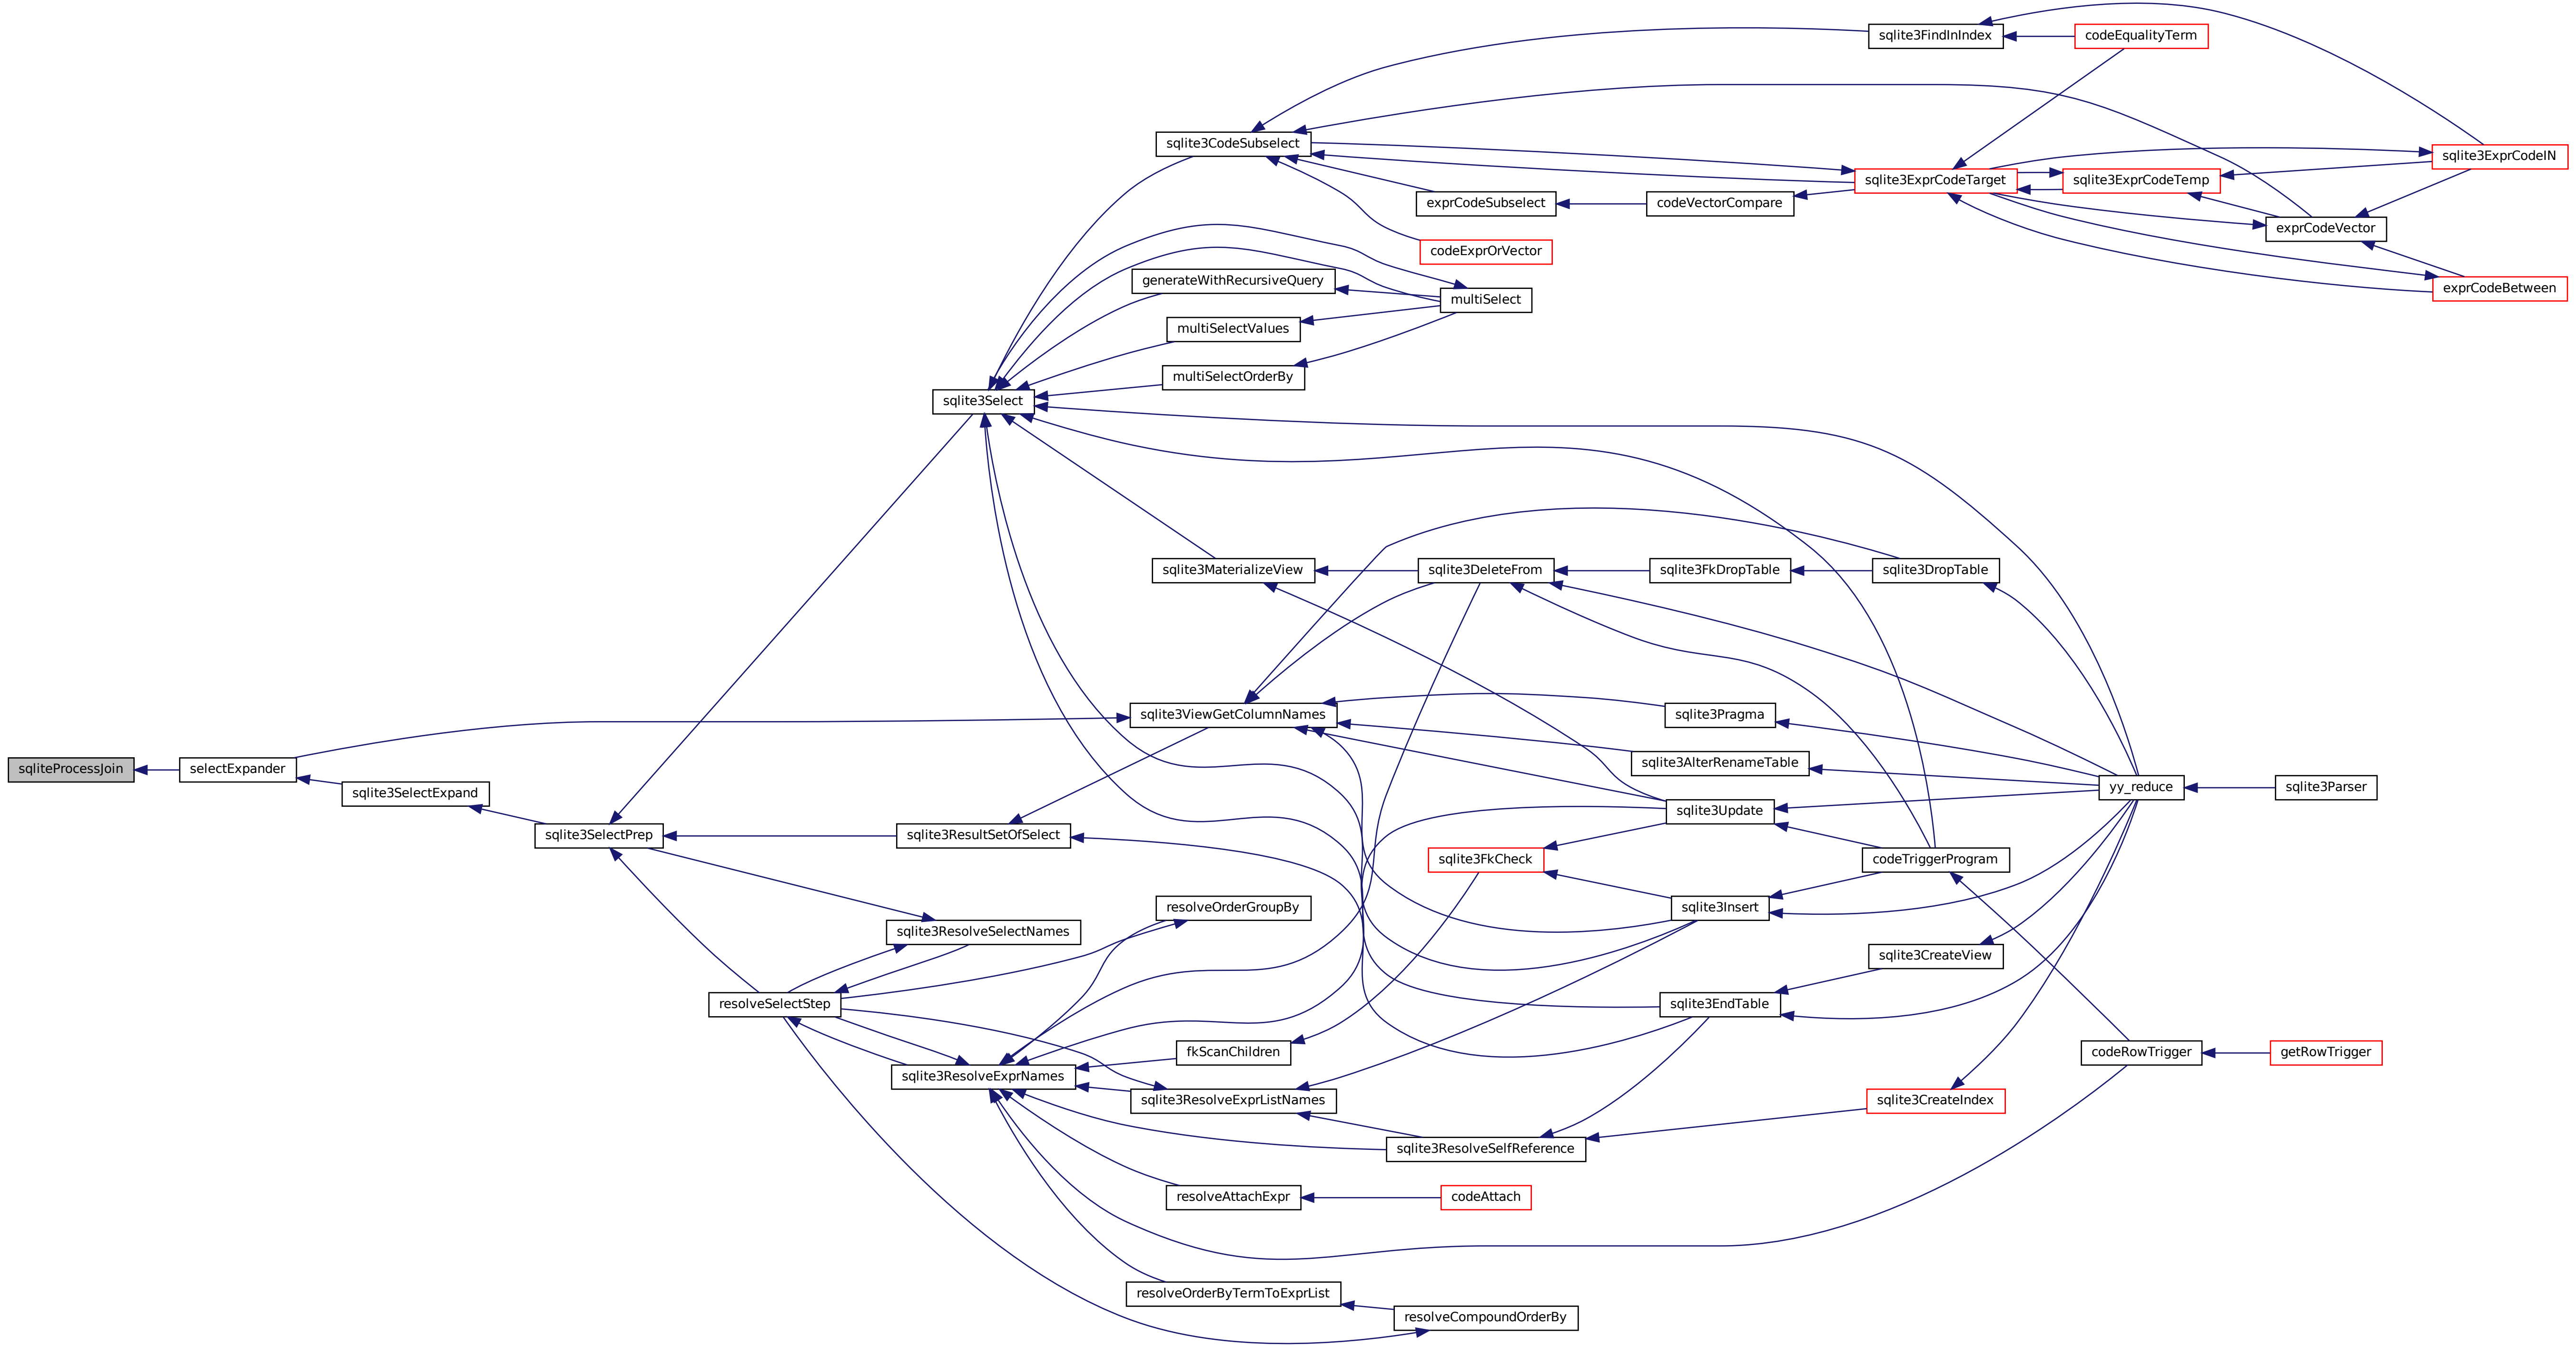 sqlite3FindInIndex
codeEqualityTerm
sqlite3CodeSubselect
sqlite3ExprCodeIN
sqlite3ExprCodeTarget
sqlite3ExprCodeTemp
exprCodeSubselect
codeVectorCompare
exprCodeVector
codeExprOrVector
generateWithRecursiveQuery
exprCodeBetween
multiSelect
multiSelectValues
multiSelectOrderBy
sqlite3Select
sqlite3MaterializeView
sqlite3DeleteFrom
sqlite3FkDropTable
sqlite3DropTable
sqlite3ViewGetColumnNames
sqlite3Pragma
sqliteProcessJoin
selectExpander
sqlite3AlterRenameTable
sqlite3SelectExpand
yy_reduce
sqlite3Parser
sqlite3Update
sqlite3SelectPrep
sqlite3ResultSetOfSelect
sqlite3FkCheck
codeTriggerProgram
resolveOrderGroupBy
sqlite3Insert
sqlite3ResolveSelectNames
sqlite3CreateView
resolveSelectStep
sqlite3EndTable
fkScanChildren
codeRowTrigger
getRowTrigger
sqlite3ResolveExprNames
sqlite3ResolveExprListNames
sqlite3CreateIndex
sqlite3ResolveSelfReference
resolveAttachExpr
codeAttach
resolveOrderByTermToExprList
resolveCompoundOrderBy